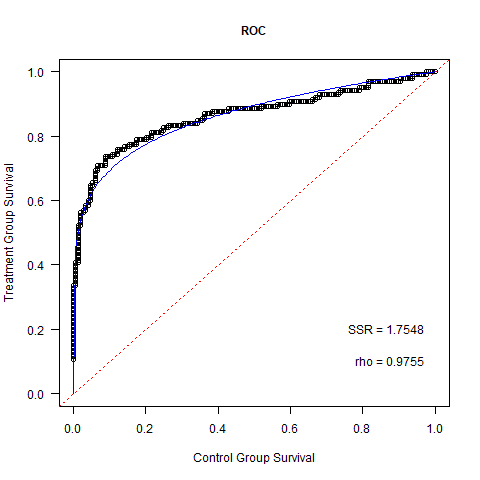 ROC
Treatment Group Survival
1.0
0.8
0.6
0.4
0.2
0.0
SSR = 1.7548
rho = 0.9755
0.0 0.2 0.4 0.6 0.8 1.0
Control Group Survival